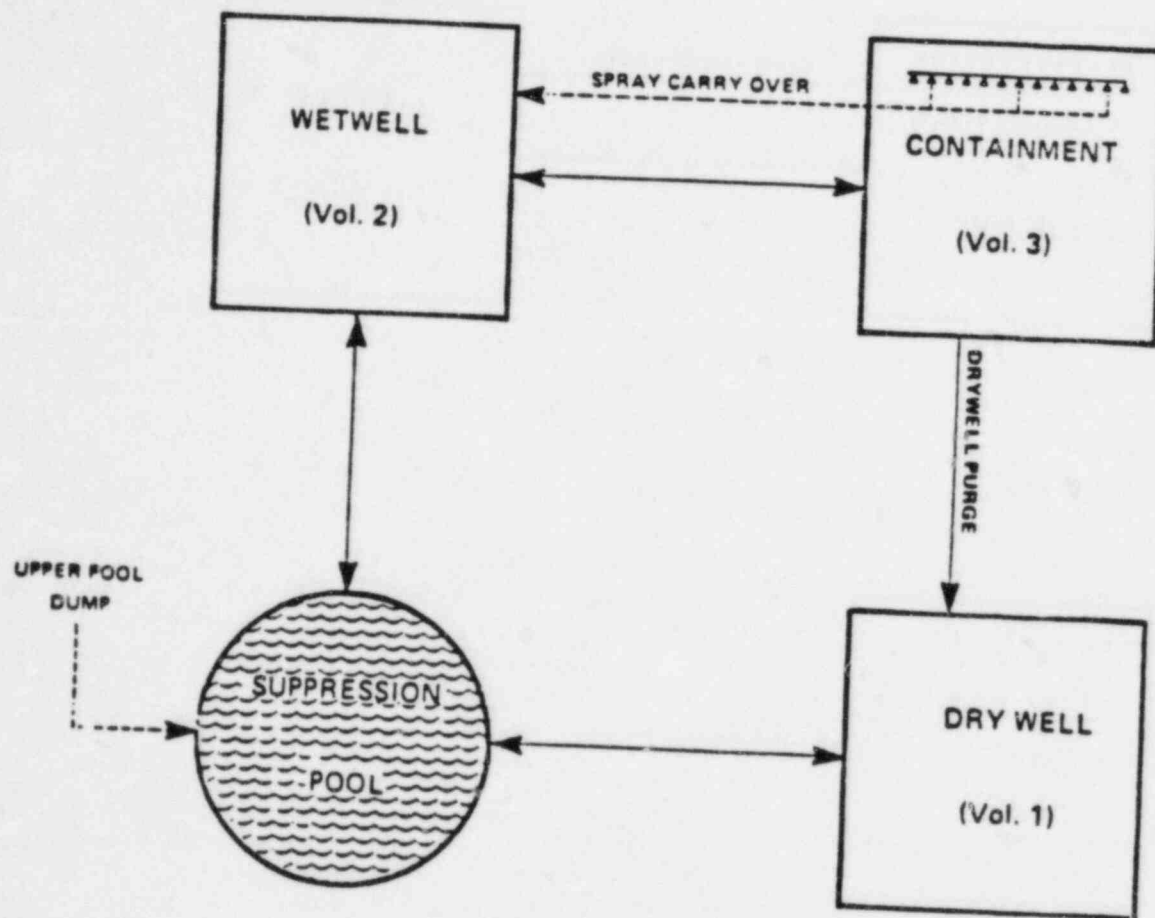 SPRAY CARRY OVER
WETWELL
(Vol. 2)
CONTAINMENT
(Vol. 3)
DRYWELL PURGE
UPPER POOL
DUMP
SUPPRESSION
POOL
DRY WELL
(Vol. 1)